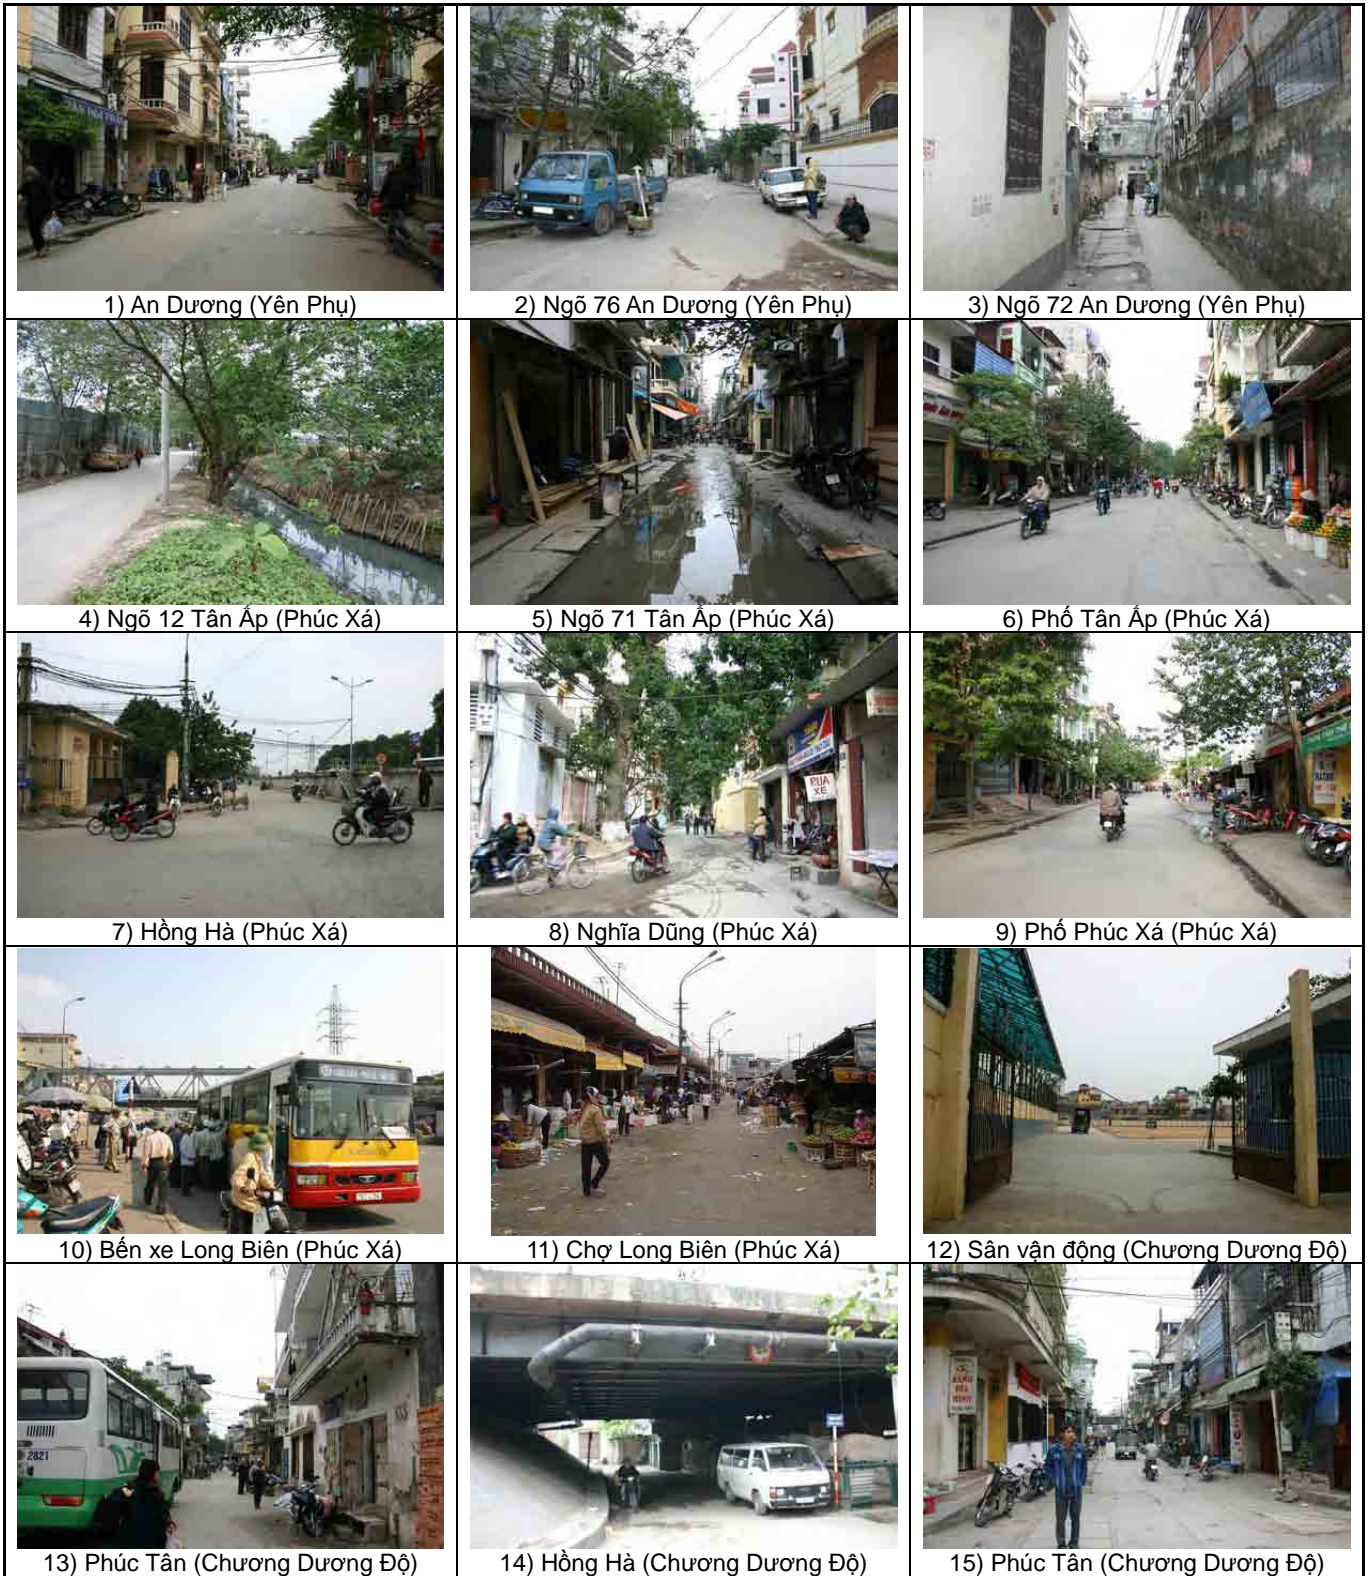 1) An Dương (Yên Phụ)
2) Ngõ 76 An Dương (Yên Phụ)
3) Ngõ 72 An Dương (Yên Phụ)
4) Ngõ 12 Tân Ấp (Phúc Xá)
5) Ngõ 71 Tân Ấp (Phúc Xá)
6) Phố Tân Ấp (Phúc Xá)
RUA
XE
7) Hồng Hà (Phúc Xá)
8) Nghĩa Dũng (Phúc Xá)
9) Phố Phúc Xá (Phúc Xá)
10) Bến xe Long Biên (Phúc Xá)
11) Chợ Long Biên (Phúc Xá)
12) Sân vận động (Chương Dương Độ)
2821
13) Phúc Tân (Chương Dương Độ)
14) Hồng Hà (Chương Dương Độ)
15) Phúc Tân (Chương Dương Độ)